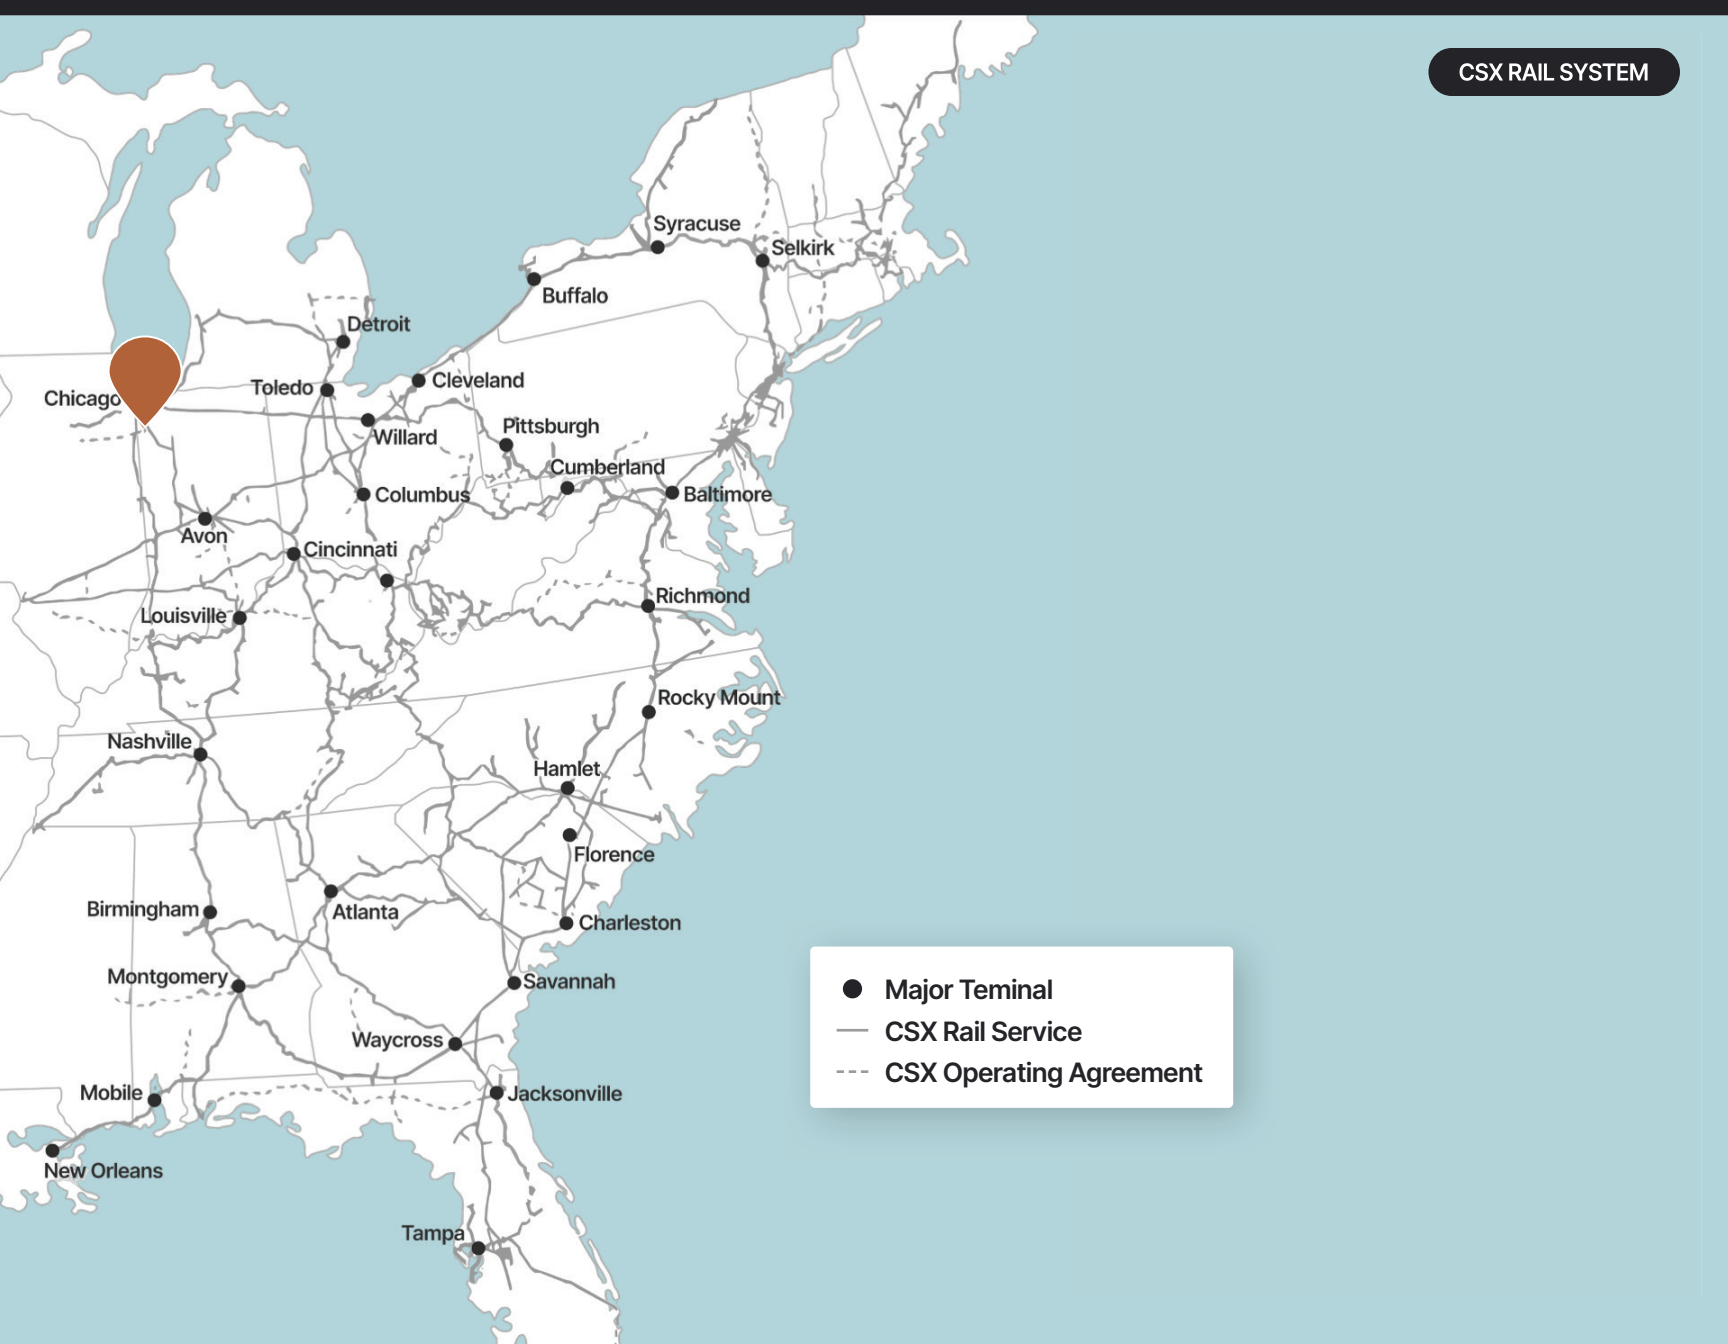 CSX RAIL SYSTEM
Syracuse
Selkirk
Buffalo
Detroit
Toledo
Cleveland
Chicago
Willard
Pittsburgh
Cumberland
Columbus
Baltimore
Avon
Cincinnati
Richmond
Louisville
Rocky Mount
Nashville
Hamlet
Florence
Birmingham
Atlanta
Charleston
Montgomery
Savannah
Waycross
Mobile
Jacksonville
New Orleans
Tampa
Major Teminal
CSX Rail Service
CSX Operating Agreement